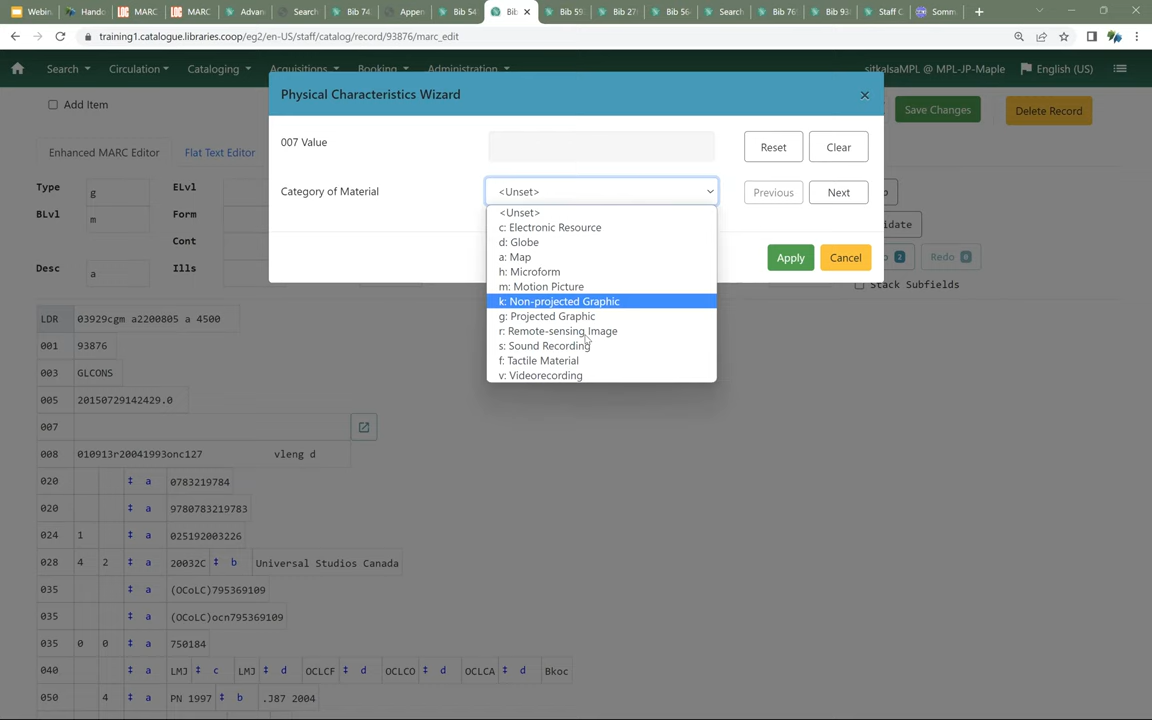 Webin
Hando
MARC
MARC
Advan
Search
Appen
Bib 54
Bib
Bib 59
Bib 27
Bib 56
Search
Bib 76
Bib 93
Staff C
Somm
training1.catalogue.libraries.coop/eg2/en-US/staff/catalog/record/93876/marc_edit
Search Circulation Cataloging Acquisitions Booking Administration sitkalsaMPL @ MPL-JP-Maple English (US)
Physical Characteristics Wizard ×
Add Item
Save Changes Delete Record
007 Value Reset Clear
Enhanced MARC Editor Flat Text Editor
Category of Material <Unset> Previous Next
Type g ELvl
BLvl m Form
Cont
Desc a Ills
<Unset>
c: Electronic Resource
d: Globe
a: Map
h: Microform
m: Motion Picture
k: Non-projected Graphic
g: Projected Graphic
r: Remote-sensing Image
s: Sound Recording
f: Tactile Material
v: Videorecording
Apply Cancel
idate
2 Redo 0
Stack Subfields
LDR 03929cgm a2200805 a 4500
001 93876
003 GLCONS
005 20150729142429.0
007
008 010913r20041993onc127 vleng d
020 ‡ a 0783219784
020 ‡ a 9780783219783
024 1 ‡ a 025192003226
028 4 2 ‡ a 20032C ‡ b Universal Studios Canada
035 ‡ a (OCoLC)795369109
035 ‡ a (OCoLC)ocn795369109
035 0 0 ‡ a 750184
040 ‡ a LMJ ‡ c LMJ ‡ d OCLCF ‡ d OCLCO ‡ d OCLCA ‡ d Bkoc
050 4 ‡ a PN 1997 ‡ b .J87 2004